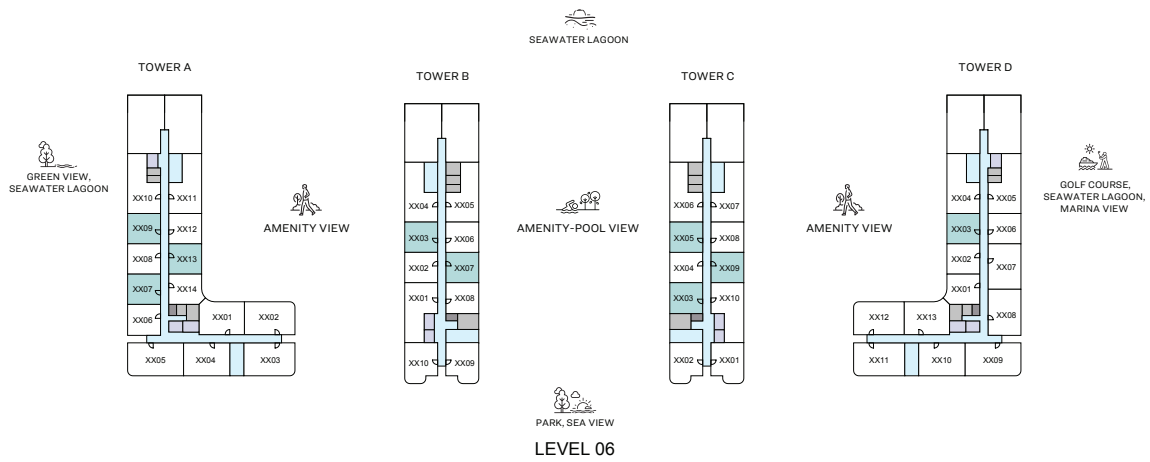 SEAWATER LAGOON
TOWER A
TOWER B
TOWER C
TOWER D
GREEN VIEW,
SEAWATER LAGOON
AMENITY VIEW
AMENITY-POOL VIEW
AMENITY VIEW
GOLF COURSE,
SEAWATER LAGOON,
MARINA VIEW
XX10 XX11
XX09 XX12
XX08 XX13
XX07 XX14
XX06 XX01 XX02
XX05 XX04 XX03
XX04 XX05
XX03 XX06
XX02 XX07
XX01 XX08
XX10 XX09
XX06 XX07
XX05 XX08
XX04 XX09
XX03 XX10
XX02 XX01
XX04 XX05
XX03 XX06
XX02 XX07
XX01
XX12 XX13 XX08
XX11 XX10 XX09
PARK, SEA VIEW
LEVEL 06